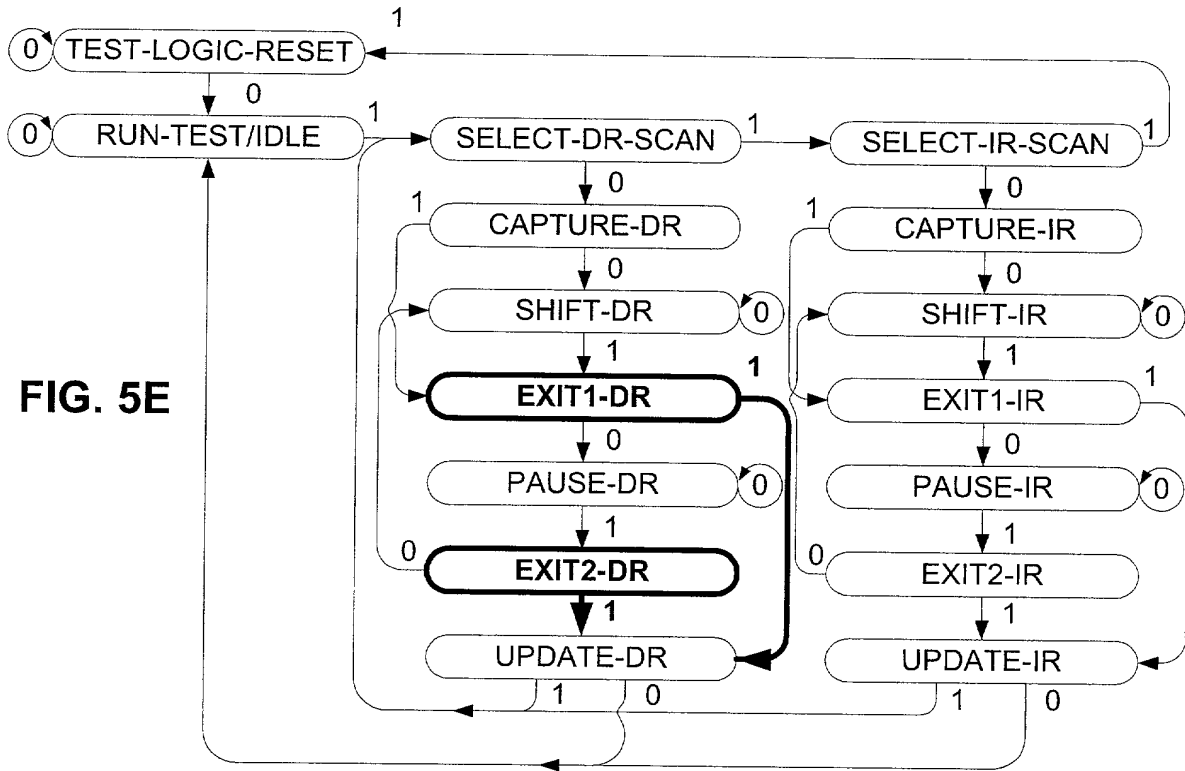 1
0 TEST-LOGIC-RESET
0
0 RUN-TEST/IDLE 1 SELECT-DR-SCAN 1 SELECT-IR-SCAN 1
0 0
1 CAPTURE-DR 1 CAPTURE-IR
0 0
SHIFT-DR 0 SHIFT-IR 0
1 1
FIG. 5E
EXIT1-DR 1 EXIT1-IR 1
0 0
PAUSE-DR 0 PAUSE-IR 0
1 1
0 EXIT2-DR 0 EXIT2-IR
1 1
UPDATE-DR UPDATE-IR
1 0 1 0